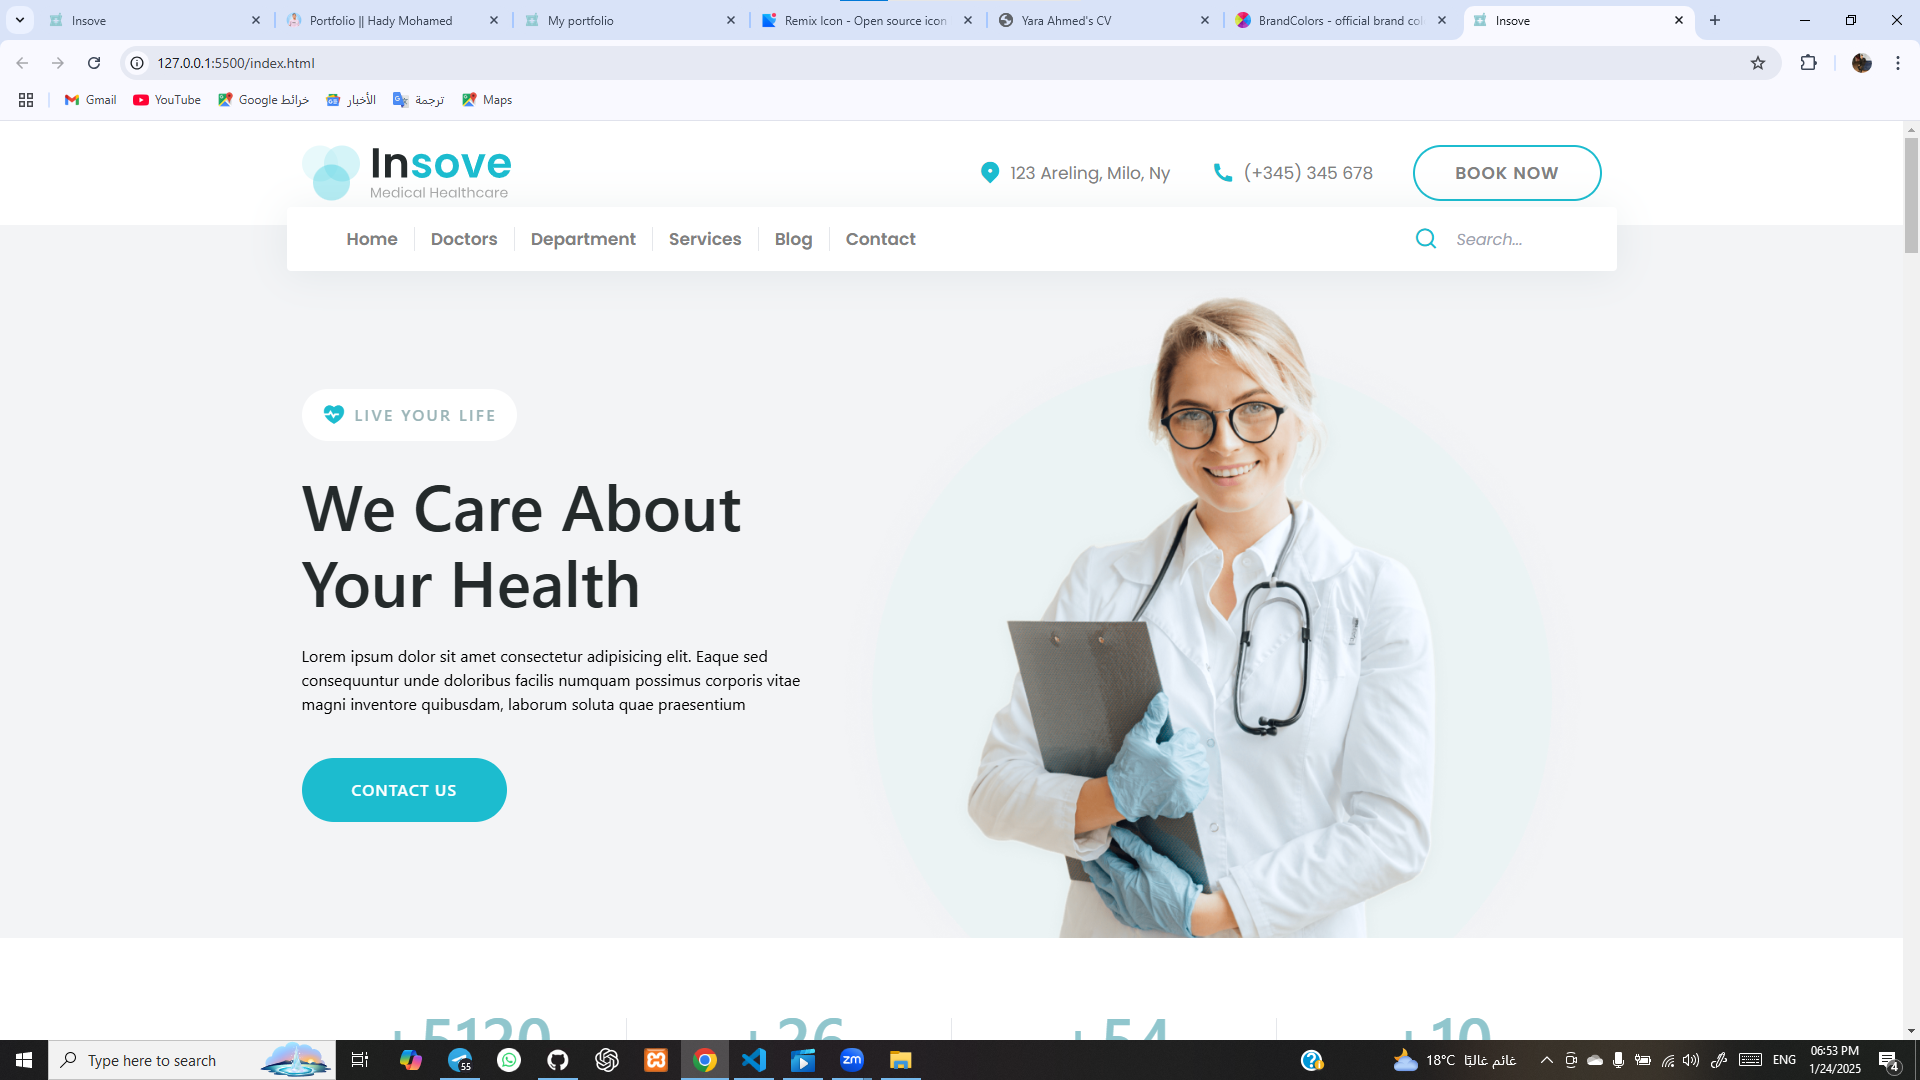 Insove
Portfolio || Hady Mohamed
My portfolio
Remix Icon - Open source icon
Yara Ahmed's CV
BrandColors - official brand col
Insove
127.0.0.1:5500/index.html
Gmail
YouTube
خرائط Google
الأخبار
ترجمة
Maps
Insove
Medical Healthcare
123 Areling, Milo, Ny
(+345) 345 678
BOOK NOW
Home
Doctors
Department
Services
Blog
Contact
Search...
LIVE YOUR LIFE
We Care About
Your Health
Lorem ipsum dolor sit amet consectetur adipisicing elit. Eaque sed
consequuntur unde doloribus facilis numquam possimus corporis vitae
magni inventore quibusdam, laborum soluta quae praesentium
CONTACT US
+5120
+26
+54
+10
Type here to search
55
zm
18°C غائم غالبًا
ENG
06:53 PM
1/24/2025
4